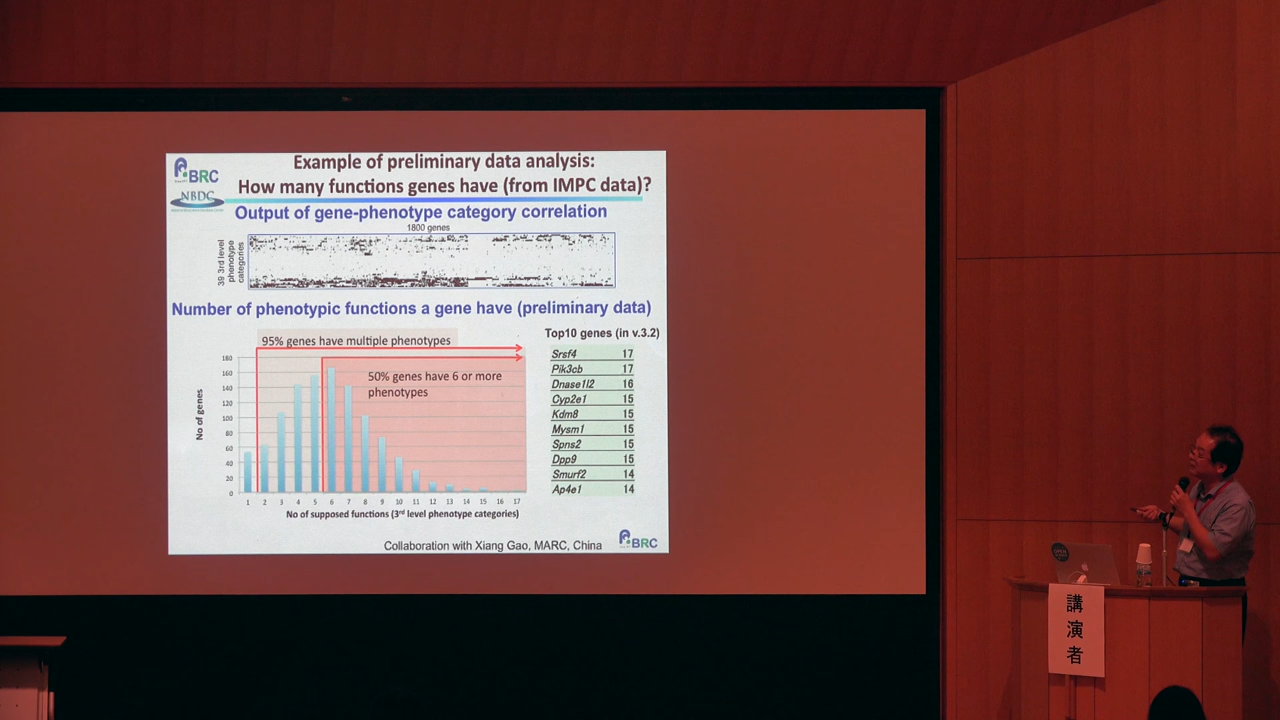 BRC
NBDC
Example of preliminary data analysis:
How many functions genes have (from IMPC data)?
Output of gene-phenotype category correlation
1800 genes
39 3rd level
phenotype
categories
Number of phenotypic functions a gene have (preliminary data)
95% genes have multiple phenotypes
50% genes have 6 or more
phenotypes
No of genes
180
160
140
120
100
80
60
40
20
0
1 2 3 4 5 6 7 8 9 10 11 12 13 14 15 16 17
No of supposed functions (3rd level phenotype categories)
Top10 genes (in v.3.2)
Srsf4 17
Pik3cb 17
Dnase1l2 16
Cyp2e1 15
Kdm8 15
Mysm1 15
Spns2 15
Dpp9 15
Smurf2 14
Ap4e1 14
Collaboration with Xiang Gao, MARC, China
BRC
OPEN
講演者